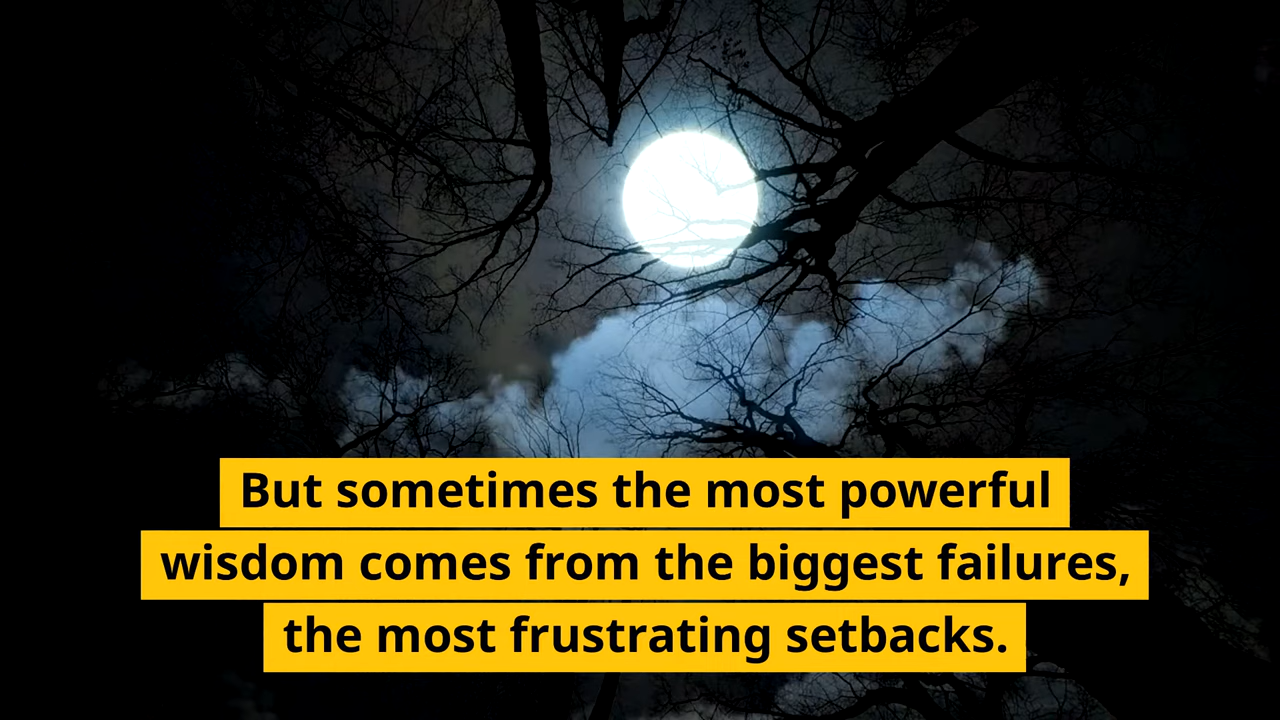 But sometimes the most powerful
wisdom comes from the biggest failures,
the most frustrating setbacks.